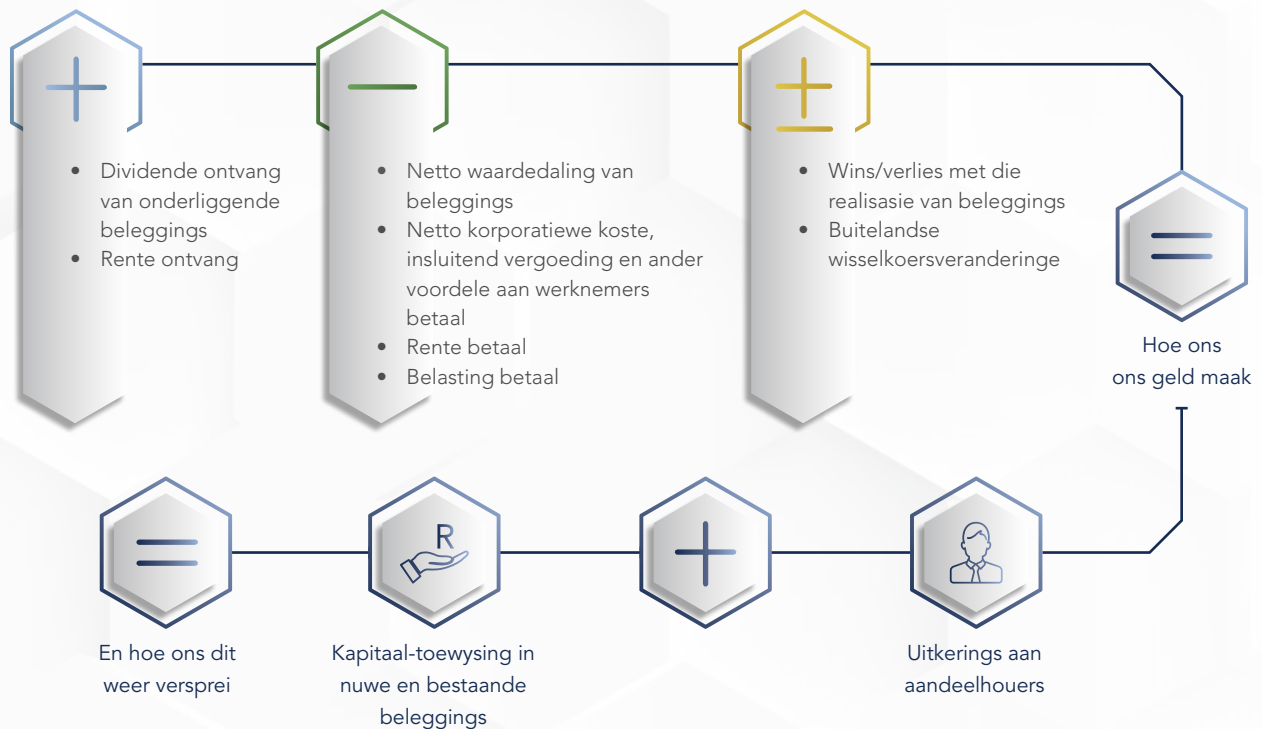 • Dividende ontvang
van onderliggende
beleggings
• Rente ontvang
• Netto waardedaling van
beleggings
• Netto korporatiewe koste,
insluitend vergoeding en ander
voordele aan werknemers
betaal
• Rente betaal
• Belasting betaal
• Wins/verlies met die
realisasie van beleggings
• Buitelandse
wisselkoersveranderinge
Hoe ons
ons geld maak
En hoe ons dit
weer versprei
R
Kapitaal-toewysing in
nuwe en bestaande
beleggings
Uitkerings aan
aandeelhouers